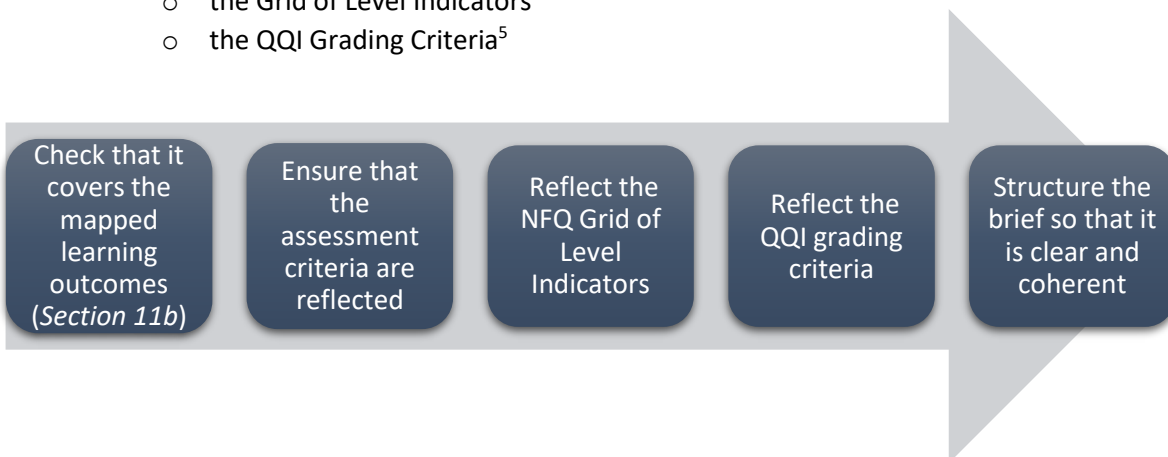 o the Grid of Level Indicators
o the QQI Grading Criteria5
Check that it
covers the
mapped
learning
outcomes
(Section 11b)
Ensure that
the
assessment
criteria are
reflected
Reflect the
NFQ Grid of
Level
Indicators
Reflect the
QQI grading
criteria
Structure the
brief so that it
is clear and
coherent